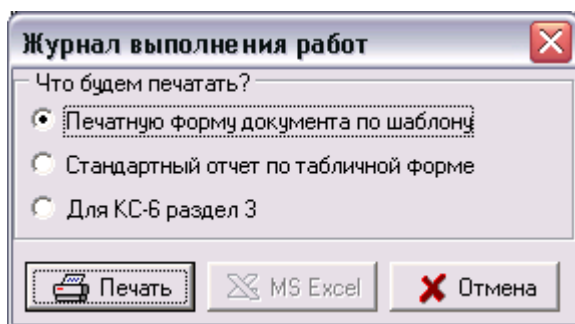 Журнал выполнения работ
Что будем печатать?
Печатную форму документа по шаблону
Стандартный отчет по табличной форме
Для КС-6 раздел 3
Печать MS Excel Отмена